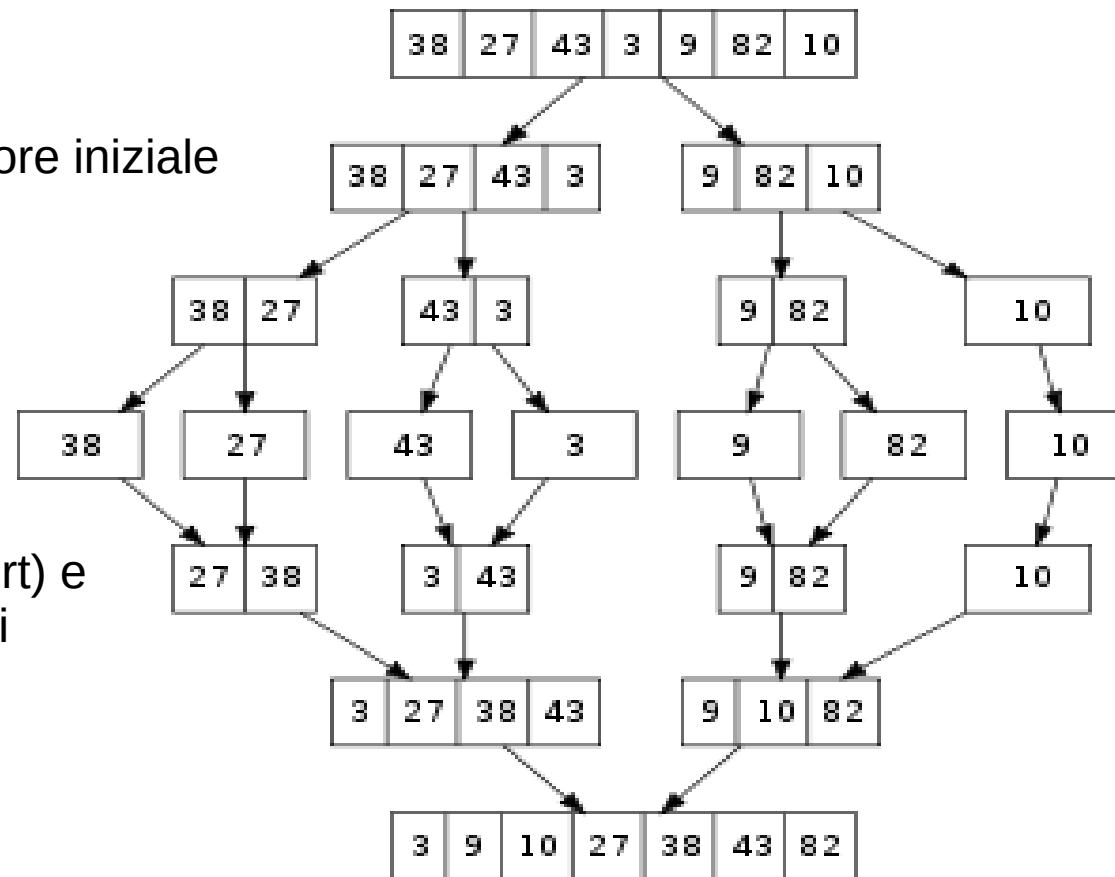 38 27 43 3 9 82 10
ore iniziale
38 27 43 3 9 82 10
38 27 43 3 9 82 10
38 27 43 3 9 82 10
rt) e
27 38 3 43 9 82 10
i
3 27 38 43 9 10 82
3 9 10 27 38 43 82